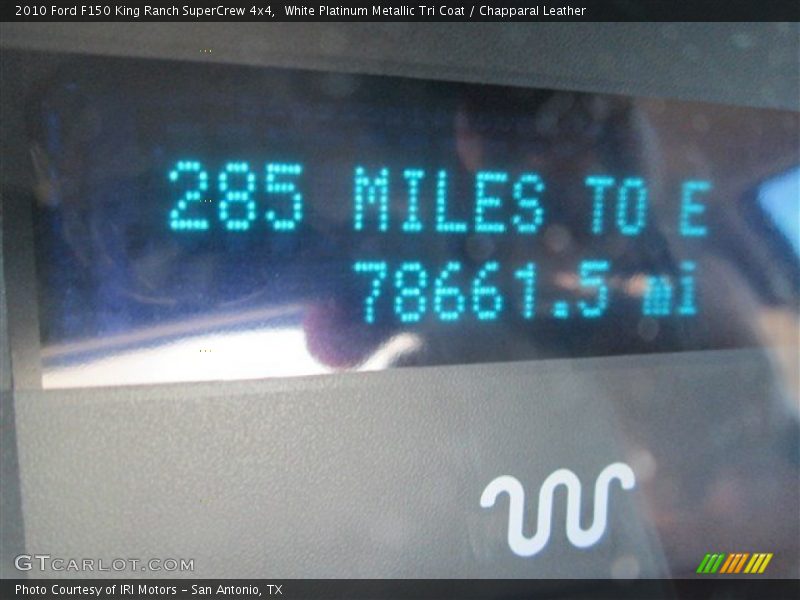 2010 Ford F150 King Ranch SuperCrew 4x4,  White Platinum Metallic Tri Coat / Chapparal Leather
285 MILES TO E
78661.5 mi
GTCARLOT.COM
Photo Courtesy of IRI Motors – San Antonio, TX